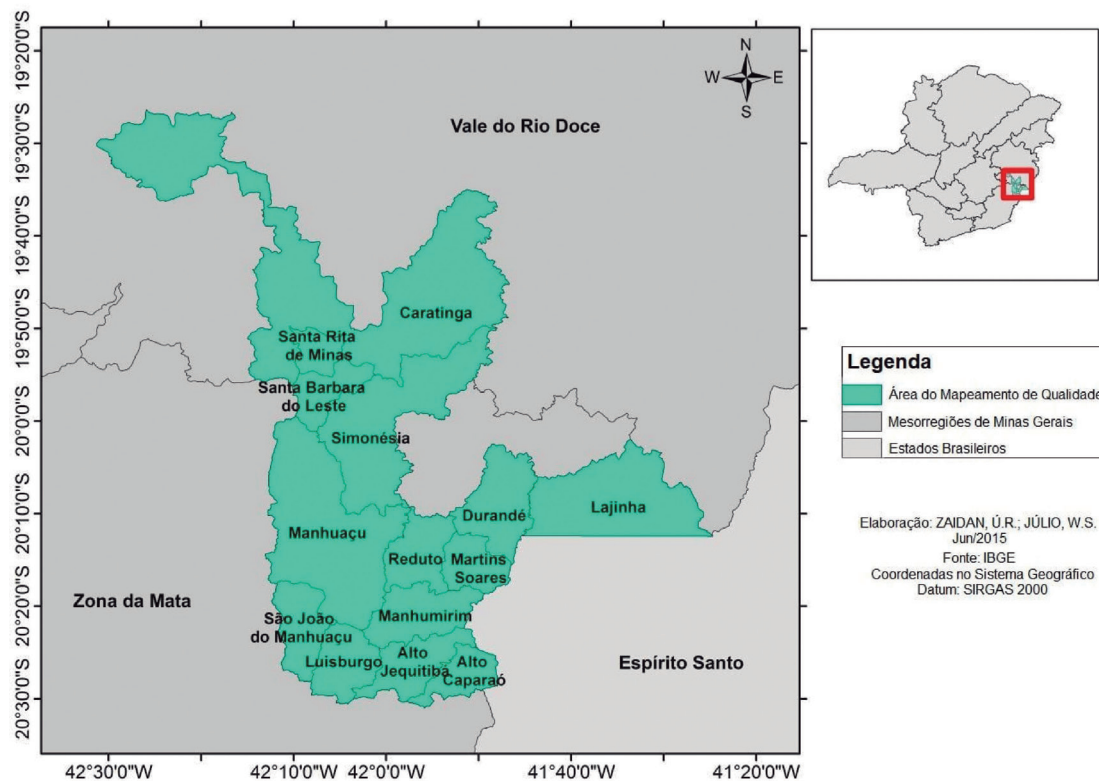 19°20'0"S
19°30'0"S
19°40'0"S
19°50'0"S
20°0'0"S
20°10'0"S
20°20'0"S
20°30'0"S
N
W
E
S
Vale do Rio Doce
Caratinga
Santa Rita
de Minas
Santa Barbara
do Leste
Simonésia
Durandé
Lajinha
Manhuaçu
Reduto
Martins
Soares
Zona da Mata
São João
do Manhuaçu
Manhumirim
Luisburgo
Alto
Jequitibá
Alto
Caparaó
Espírito Santo
42°30'0"W
42°10'0"W
42°0'0"W
41°40'0"W
41°20'0"W
Legenda
Área do Mapeamento de Qualidade
Mesorregiões de Minas Gerais
Estados Brasileiros
Elaboração: ZAIDAN, Ú.R.; JÚLIO, W.S.
Jun/2015
Fonte: IBGE
Coordenadas no Sistema Geográfico
Datum: SIRGAS 2000